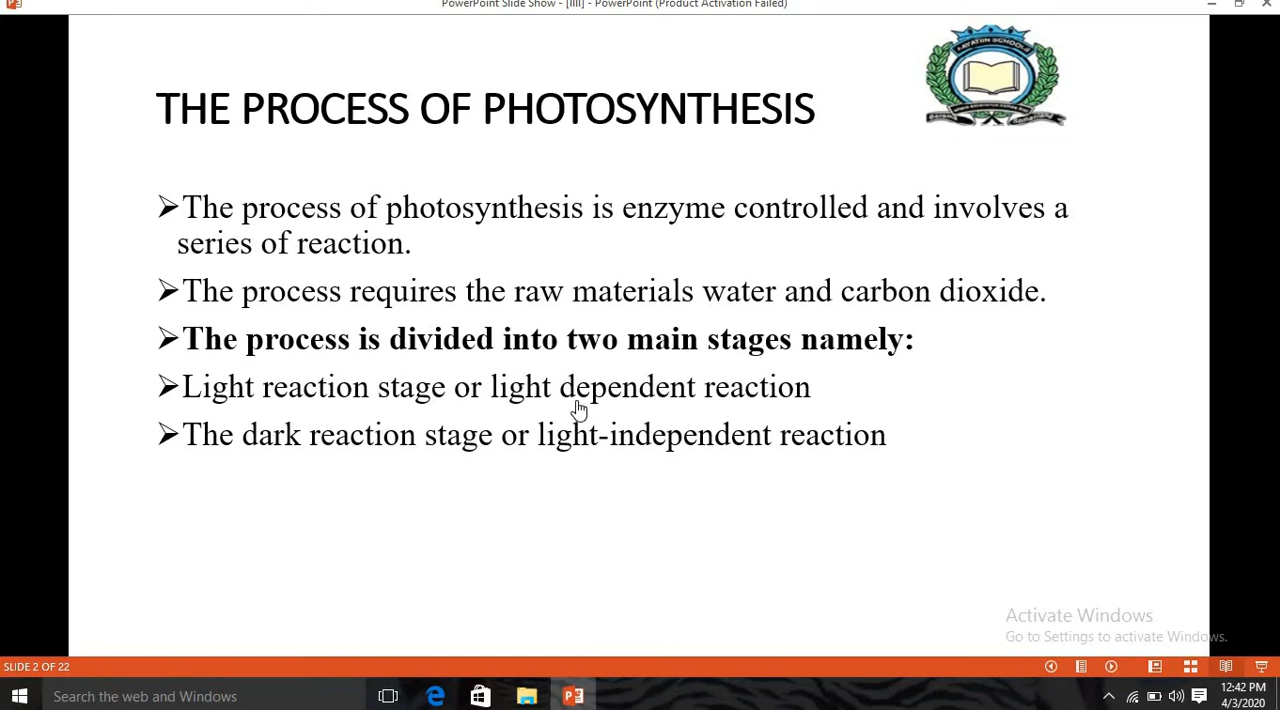 PowerPoint Slide Show - [IIII] - PowerPoint (Product Activation Failed)
THE PROCESS OF PHOTOSYNTHESIS
➢The process of photosynthesis is enzyme controlled and involves a
series of reaction.
➢The process requires the raw materials water and carbon dioxide.
➢The process is divided into two main stages namely:
➢Light reaction stage or light dependent reaction
➢The dark reaction stage or light-independent reaction
Activate Windows
Go to Settings to activate Windows.
SLIDE 2 OF 22
Search the web and Windows
12:42 PM
4/3/2020